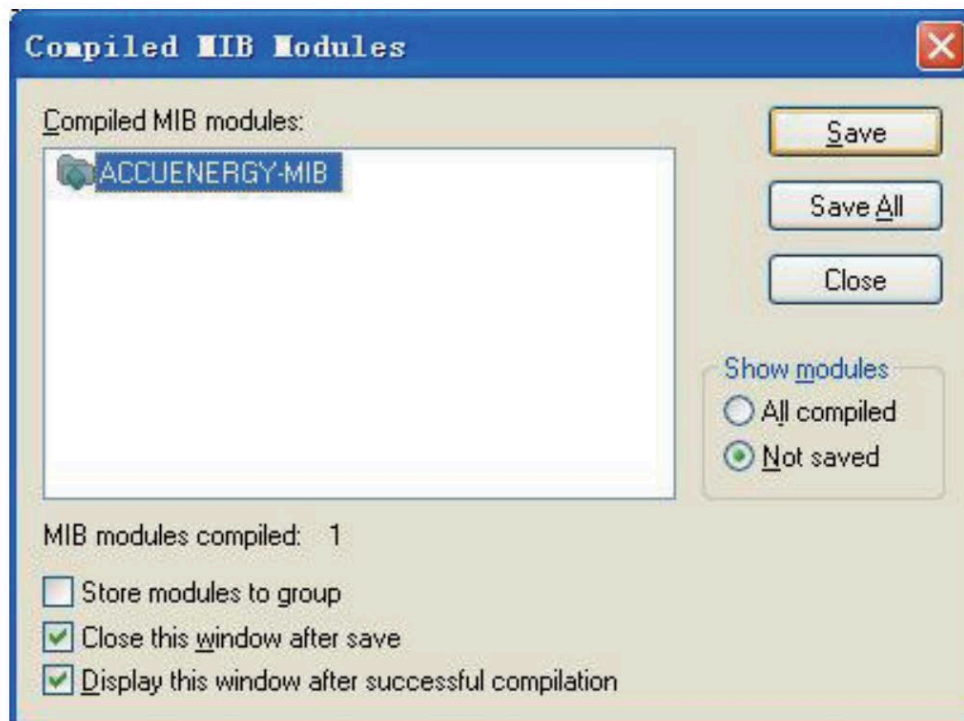 Compiled MIB Modules
Compiled MIB modules:
ACCUENERGY-MIB
Save
Save All
Close
Show modules
All compiled
Not saved
MIB modules compiled: 1
Store modules to group
Close this window after save
Display this window after successful compilation